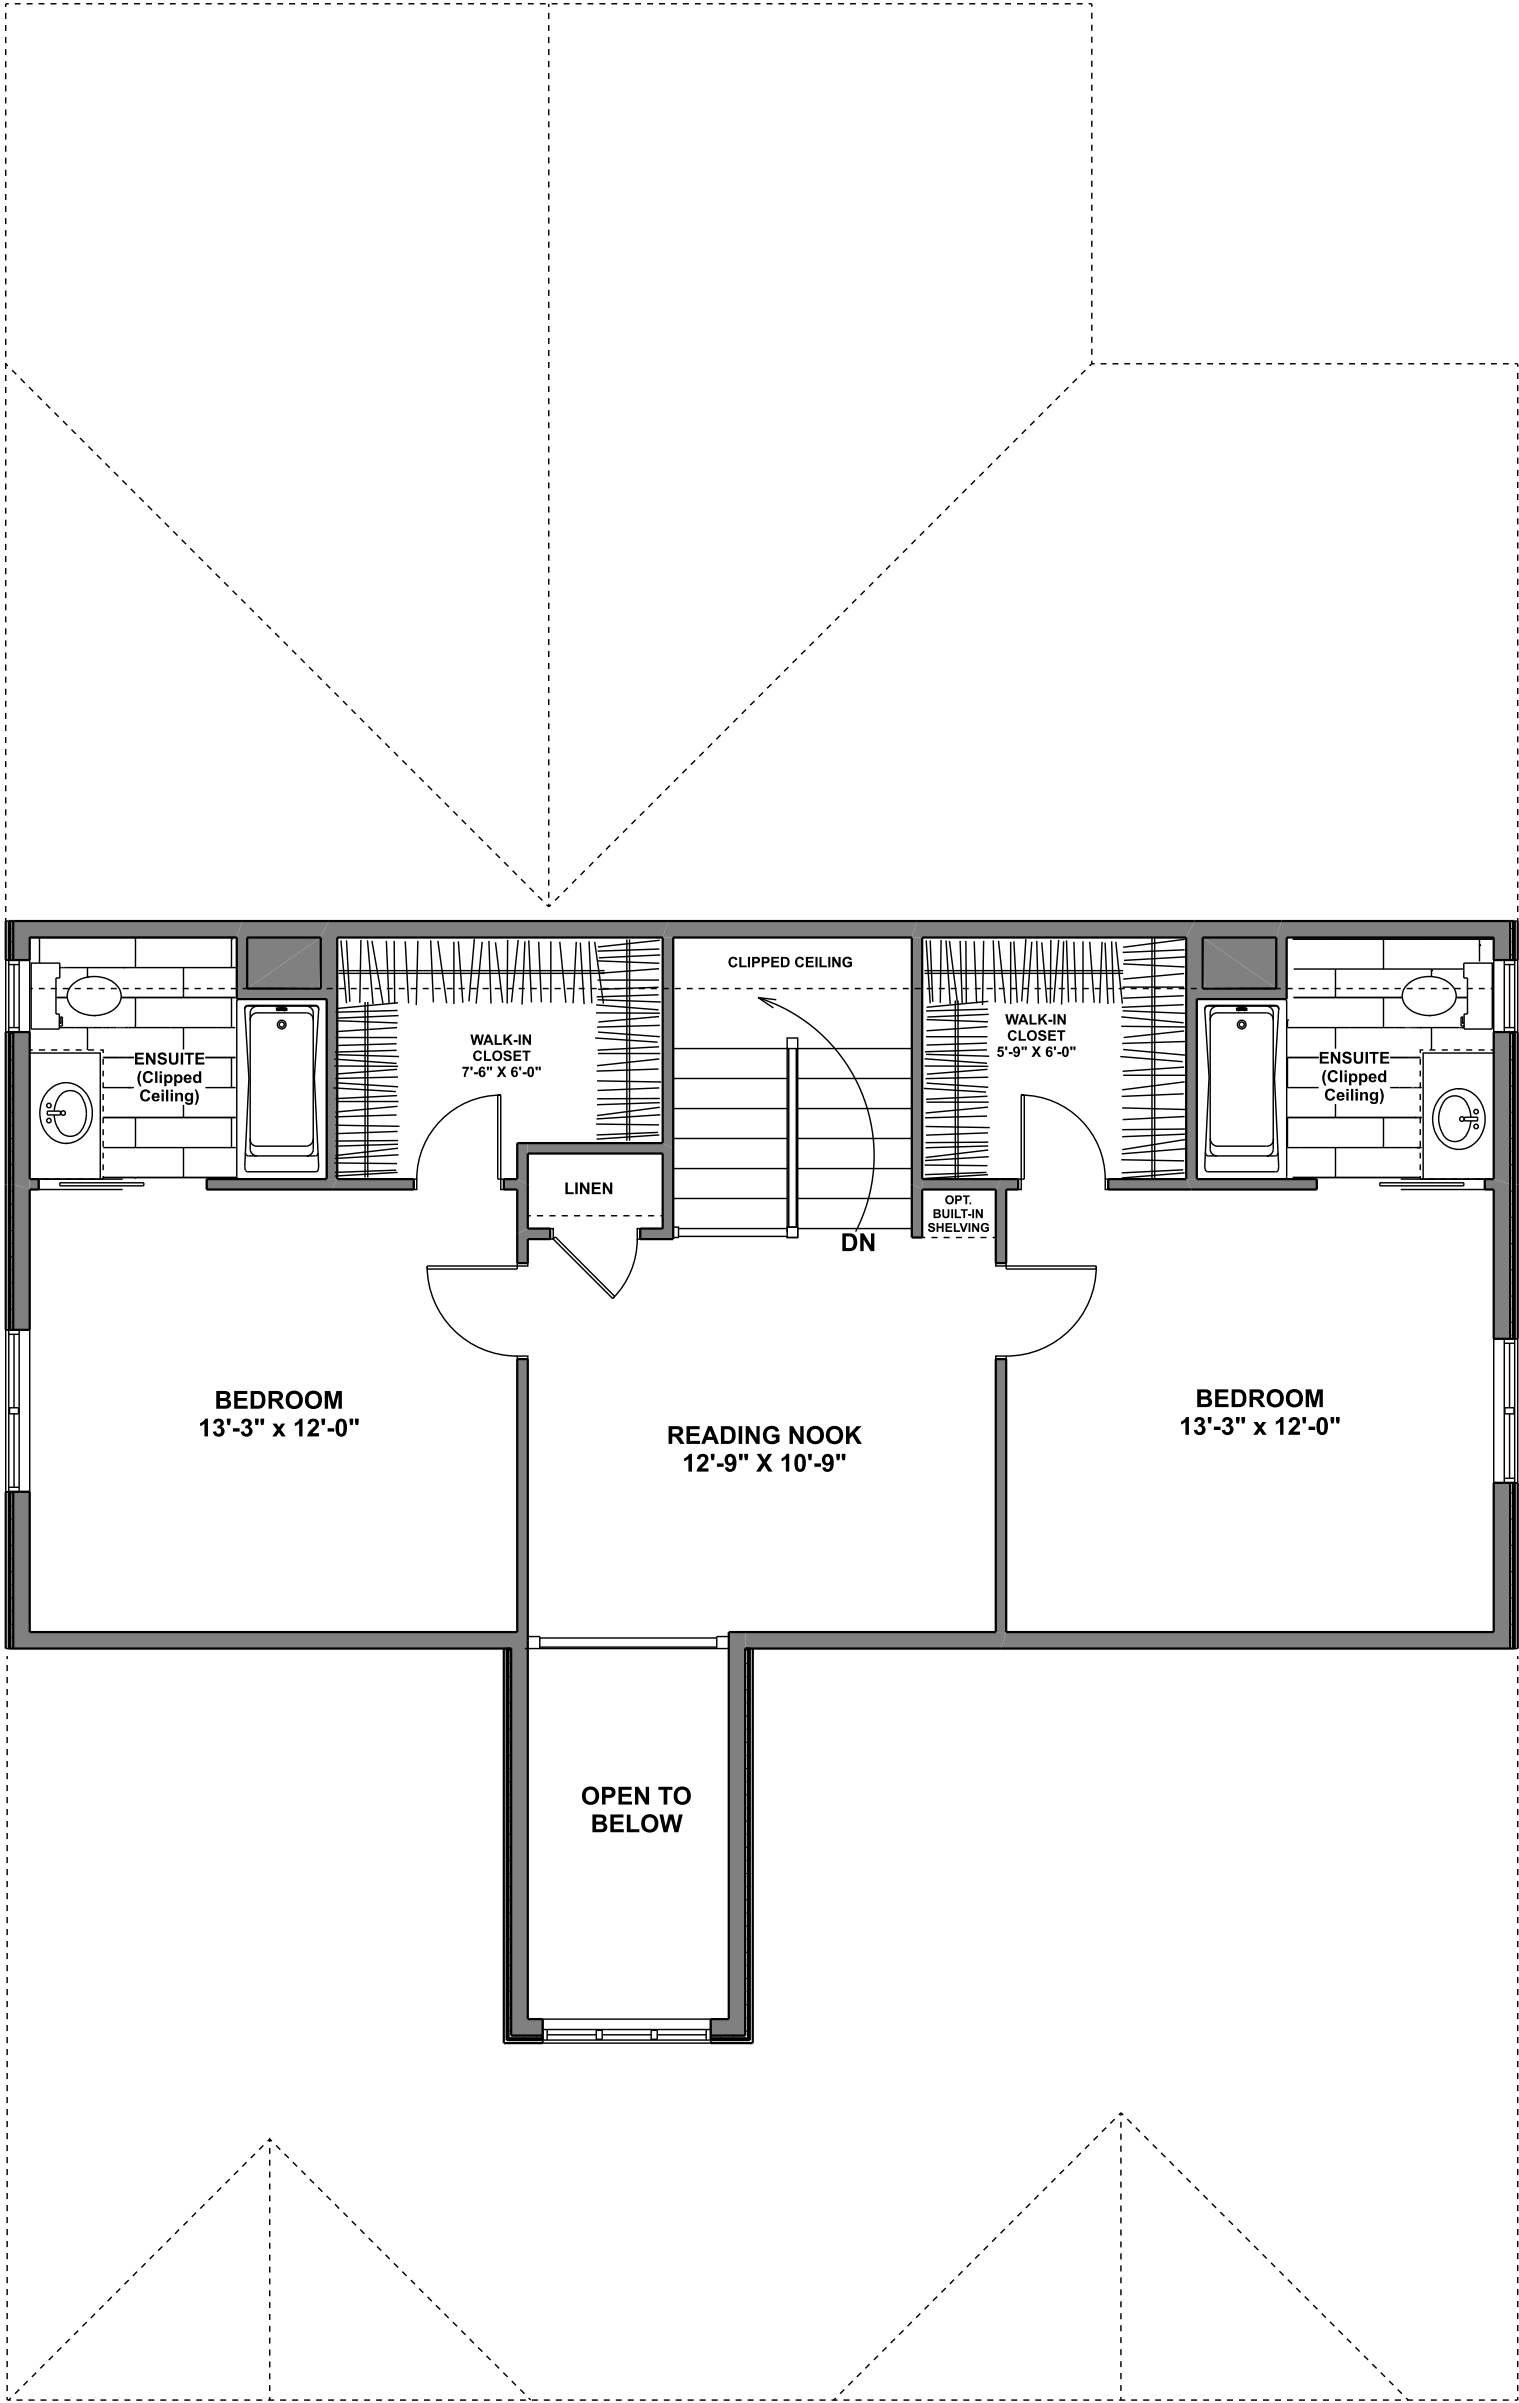 CLIPPED CEILING
WALK-IN
CLOSET
7'-6" X 6'-0"
WALK-IN
CLOSET
5'-9" X 6'-0"
ENSUITE
(Clipped
Ceiling)
ENSUITE
(Clipped
Ceiling)
LINEN
OPT.
BUILT-IN
SHELVING
DN
BEDROOM
13'-3" x 12'-0"
READING NOOK
12'-9" X 10'-9"
BEDROOM
13'-3" x 12'-0"
OPEN TO
BELOW